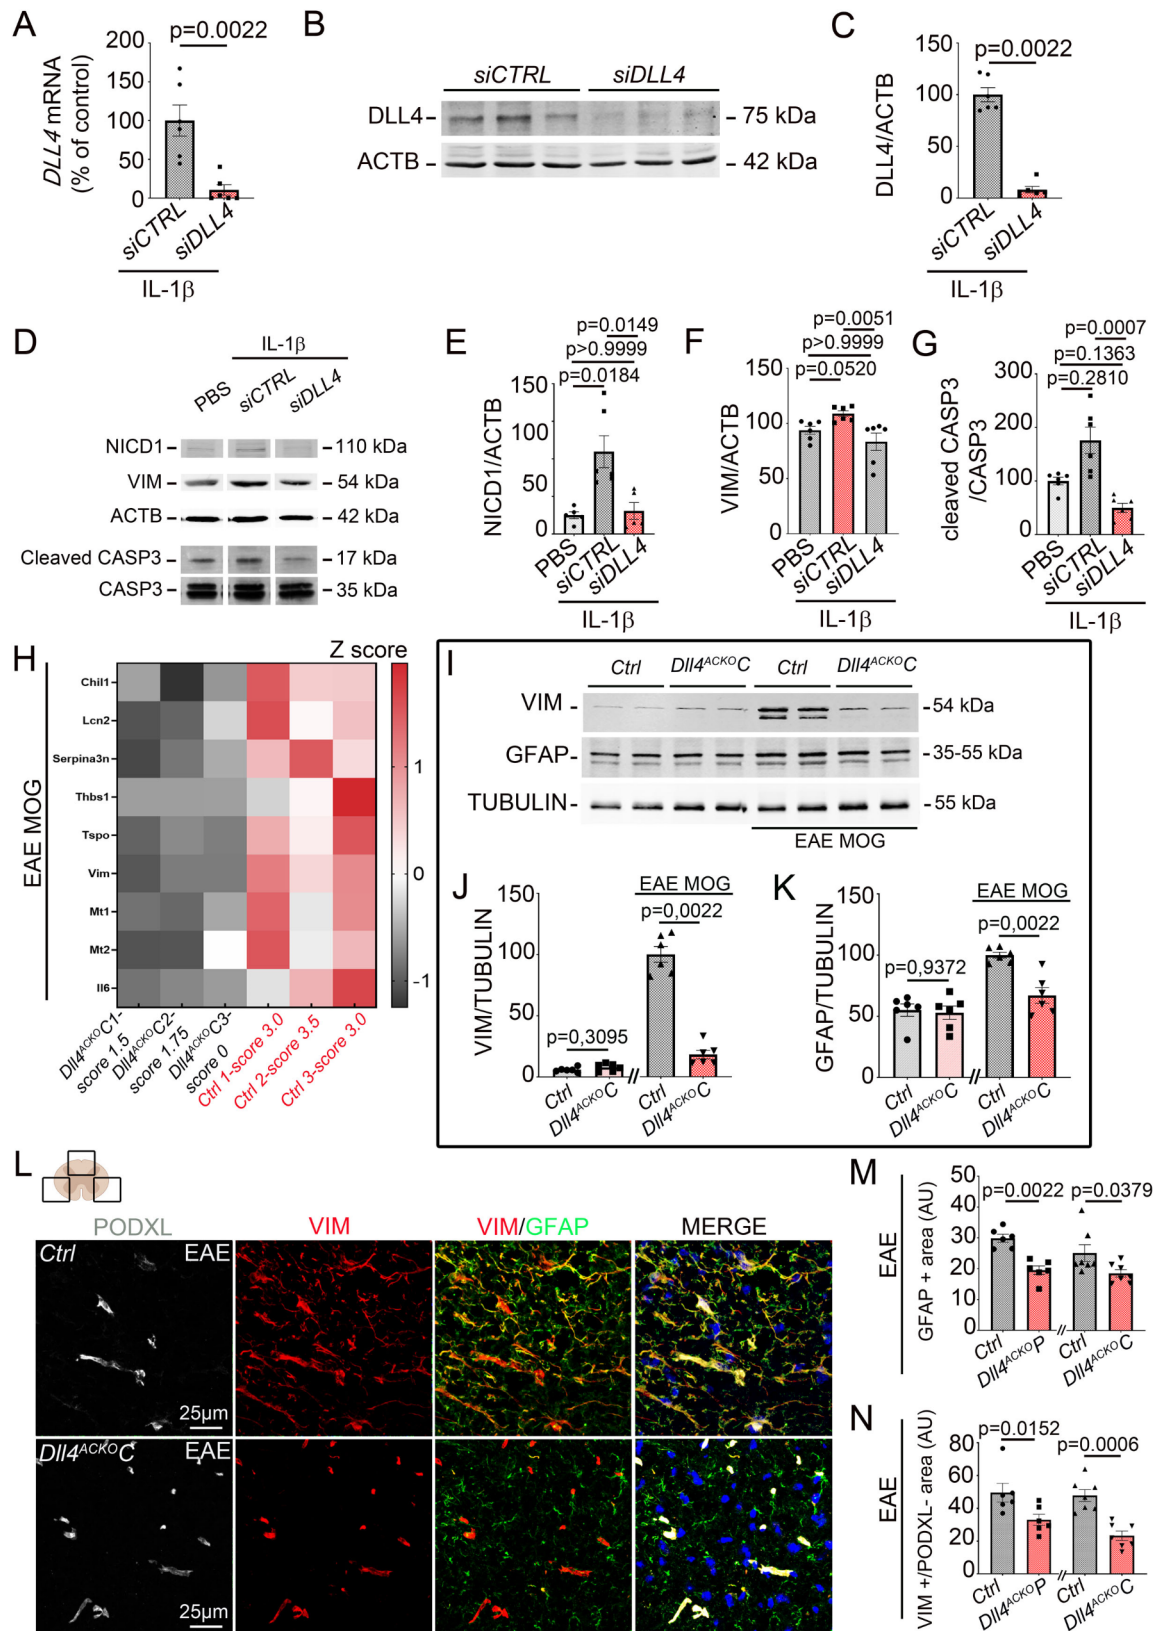 A
DLL4 mRNA
(% of control)
200
150
100
50
0
p=0.0022
siCTRL
siDLL4
IL-1β
B
siCTRL
siDLL4
DLL4 –
– 75 kDa
ACTB –
– 42 kDa
C
DLL4/ACTB
150
100
50
0
p=0.0022
siCTRL
siDLL4
IL-1β
D
IL-1β
PBS
siCTRL
siDLL4
NICD1 –
– 110 kDa
VIM –
– 54 kDa
ACTB –
– 42 kDa
Cleaved CASP3 –
– 17 kDa
CASP3 –
– 35 kDa
E
NICD1/ACTB
p=0.0149
p>0.9999
p=0.0184
150
100
50
0
PBS
siCTRL
siDLL4
IL-1β
F
VIM/ACTB
p=0.0051
p>0.9999
p=0.0520
150
100
50
0
PBS
siCTRL
siDLL4
IL-1β
G
cleaved CASP3
/CASP3
p=0.0007
p=0.1363
p=0.2810
300
200
100
0
PBS
siCTRL
siDLL4
IL-1β
H
EAE MOG
Z score
Chil1
Lcn2
Serpina3n
Thbs1
Tspo
Vim
Mt1
Mt2
Il6
1
0
-1
Dll4ACKOC1-
score 1.5
Dll4ACKOC2-
score 1.75
Dll4ACKOC3-
score 0
Ctrl 1-score 3.0
Ctrl 2-score 3.5
Ctrl 3-score 3.0
I
Ctrl
Dll4ACKOC
Ctrl
Dll4ACKOC
VIM –
-54 kDa
GFAP–
-35-55 kDa
TUBULIN–
– 55 kDa
EAE MOG
J
VIM/TUBULIN
EAE MOG
150
100
50
0
p=0,0022
p=0,3095
Ctrl
Dll4ACKOC
//
Ctrl
Dll4ACKOC
K
GFAP/TUBULIN
EAE MOG
150
100
50
0
p=0,0022
p=0,9372
Ctrl
Dll4ACKOC
//
Ctrl
Dll4ACKOC
L
PODXL
VIM
VIM/GFAP
MERGE
Ctrl
EAE
EAE
EAE
EAE
25µm
Dll4ACKOC
EAE
EAE
EAE
EAE
25µm
M
EAE
GFAP + area (AU)
50
40
30
20
10
0
p=0.0022
p=0.0379
Ctrl
Dll4ACKOP
//
Ctrl
Dll4ACKOC
N
EAE
VIM +/PODXL- area (AU)
80
60
40
20
0
p=0.0152
p=0.0006
Ctrl
Dll4ACKOP
//
Ctrl
Dll4ACKOC